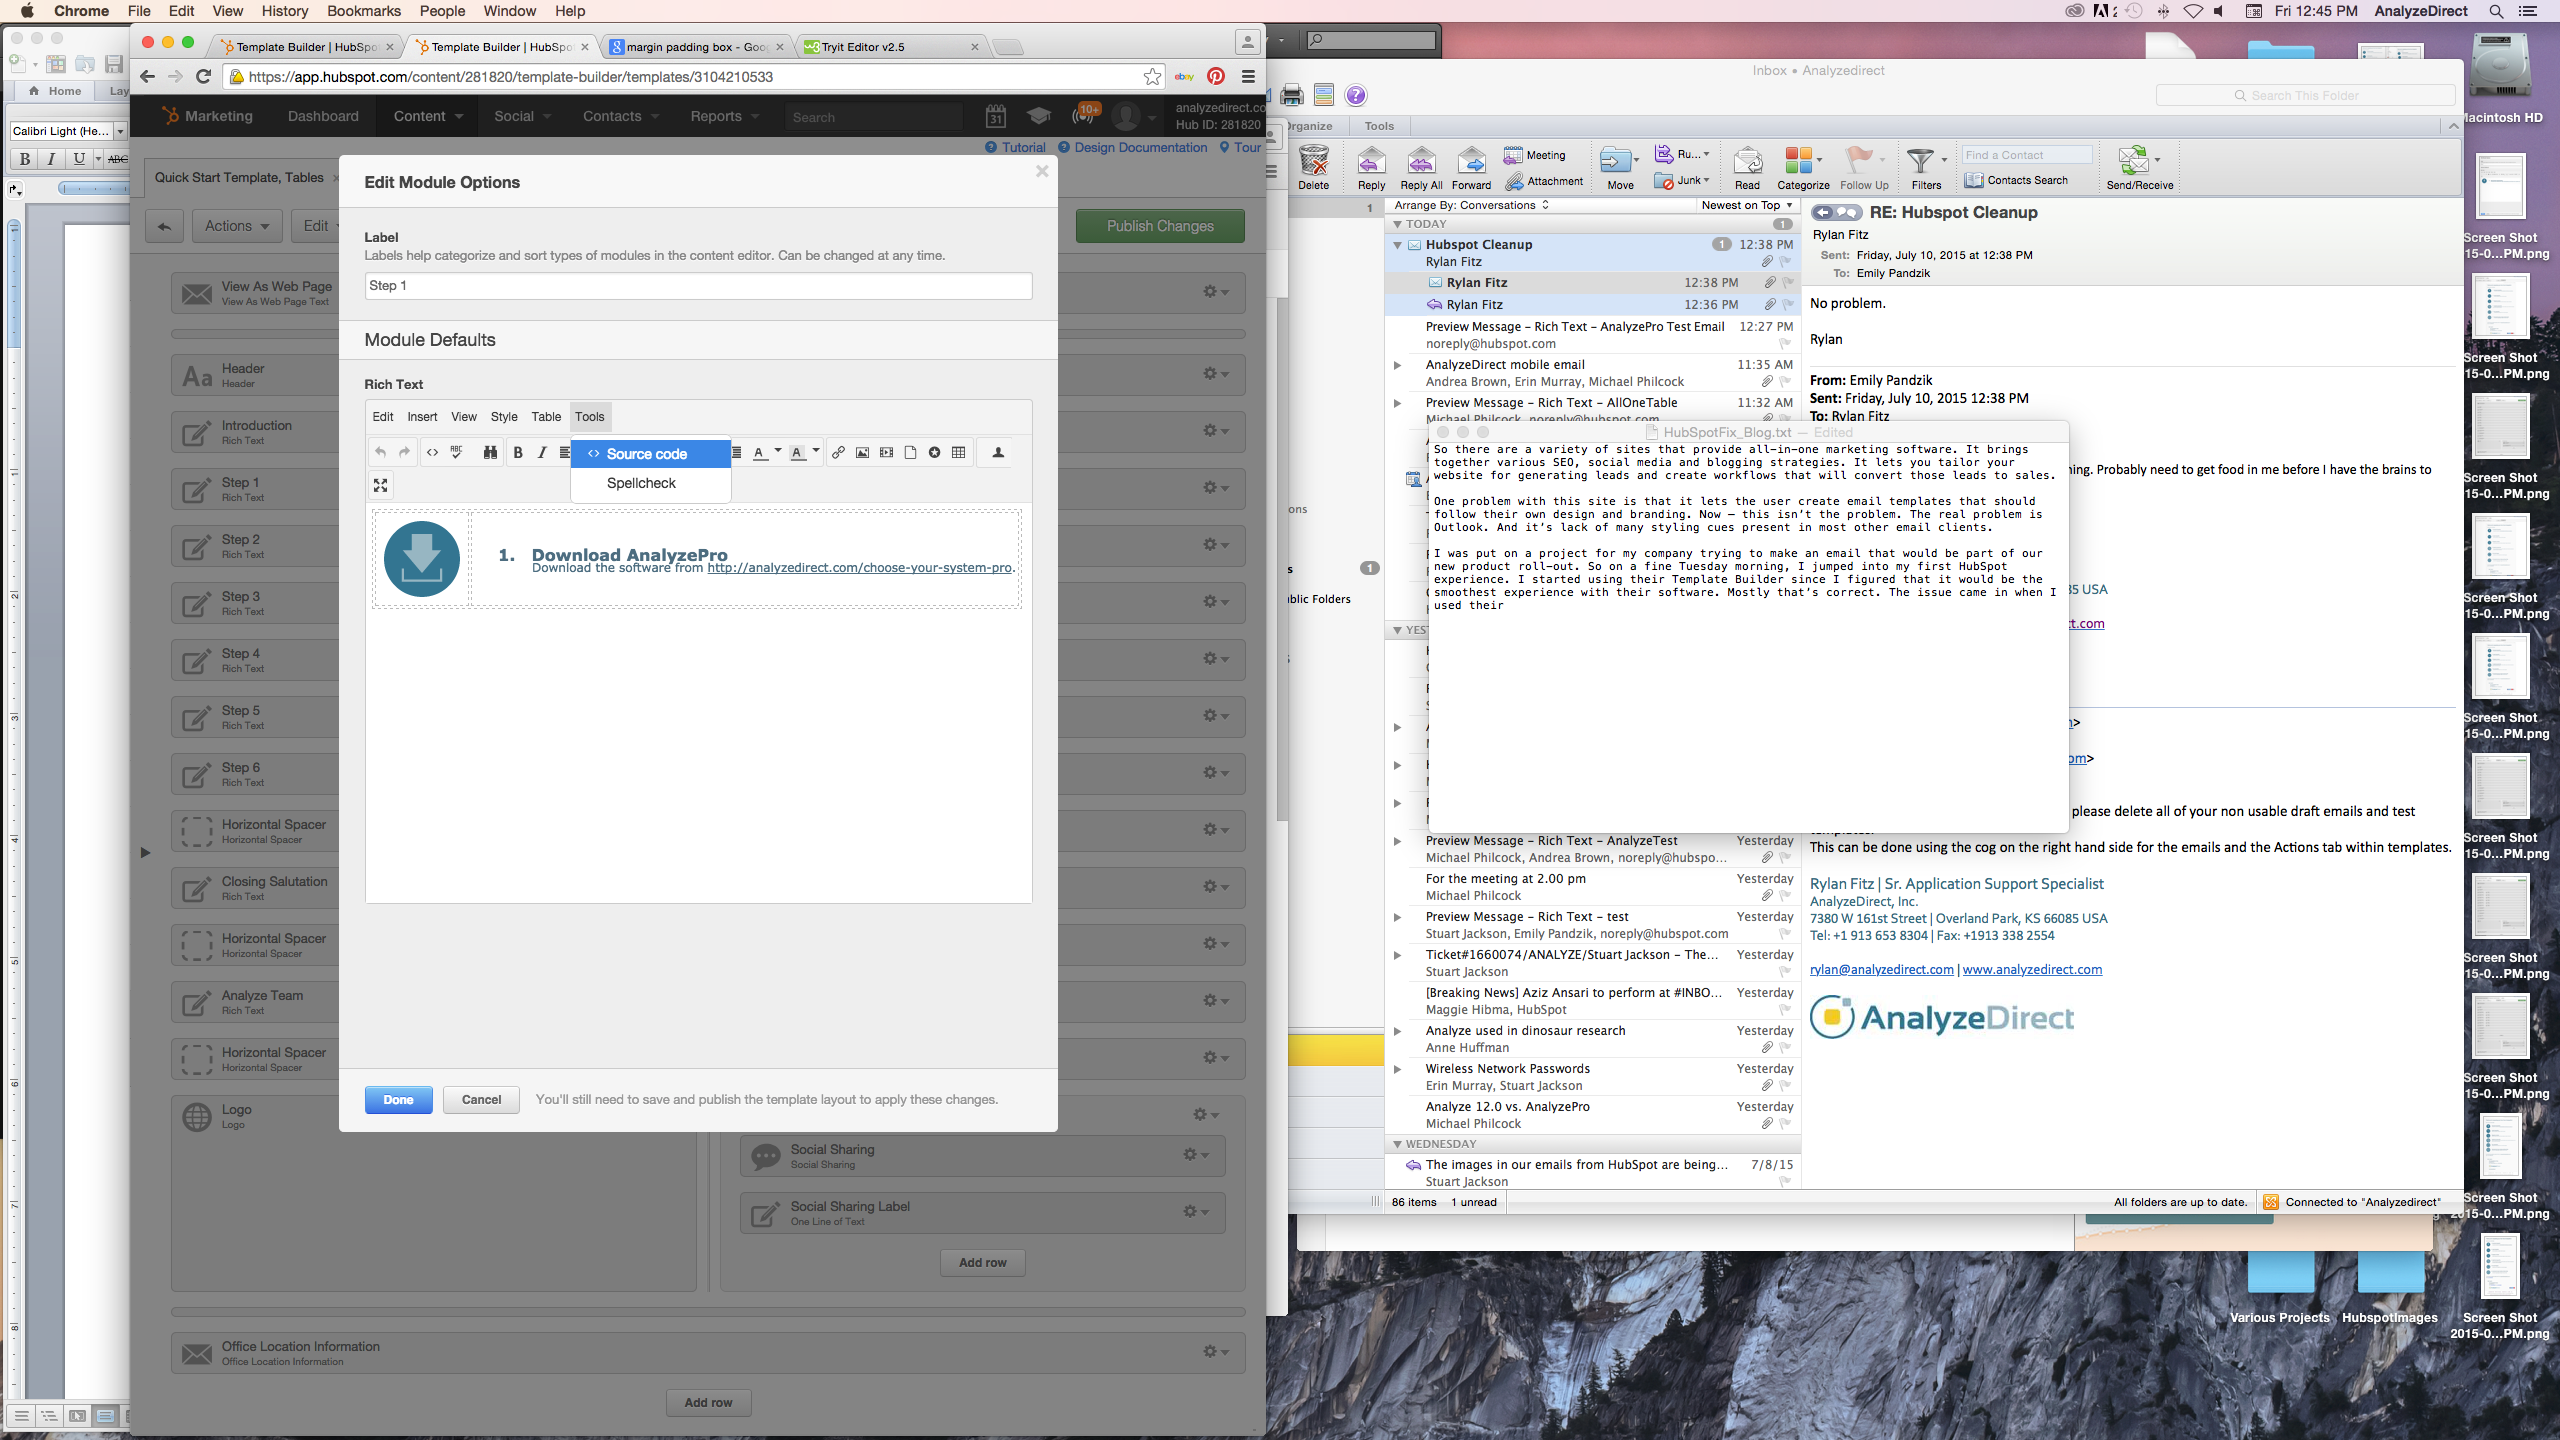 Chrome File Edit View History Bookmarks People Window Help
Fri 12:45 PM AnalyzeDirect
Home Lay
Calibri Light (He...
B I U ABC
Template Builder | HubSpo
Template Builder | HubSpo
margin padding box - Goo
Tryit Editor v2.5
https://app.hubspot.com/content/281820/template-builder/templates/3104210533
ebay
Marketing Dashboard Content Social Contacts Reports Search 31 10+
analyzedirect.co
Hub ID: 281820
Tutorial Design Documentation Tour
Quick Start Template, Tables
Actions Edit Publish Changes
View As Web Page
View As Web Page Text
Header
Header
Introduction
Rich Text
Step 1
Rich Text
Step 2
Rich Text
Step 3
Rich Text
Step 4
Rich Text
Step 5
Rich Text
Step 6
Rich Text
Horizontal Spacer
Horizontal Spacer
Closing Salutation
Rich Text
Horizontal Spacer
Horizontal Spacer
Analyze Team
Rich Text
Horizontal Spacer
Horizontal Spacer
Logo
Logo
Social Sharing
Social Sharing
Social Sharing Label
One Line of Text
Add row
Office Location Information
Office Location Information
Add row
Edit Module Options
Label
Labels help categorize and sort types of modules in the content editor. Can be changed at any time.
Step 1
Module Defaults
Rich Text
Edit Insert View Style Table Tools
Source code
Spellcheck
1. Download AnalyzePro
Download the software from http://analyzedirect.com/choose-your-system-pro.
Done Cancel You'll still need to save and publish the template layout to apply these changes.
Inbox • Analyzedirect
Search This Folder
Organize Tools
Delete Reply Reply All Forward Meeting Attachment Move Ru... Junk Read Categorize Follow Up Filters Find a Contact Contacts Search Send/Receive
Arrange By: Conversations Newest on Top
TODAY 1
Hubspot Cleanup 1 12:38 PM
Rylan Fitz
Rylan Fitz 12:38 PM
Rylan Fitz 12:36 PM
Preview Message – Rich Text – AnalyzePro Test Email 12:27 PM
noreply@hubspot.com
AnalyzeDirect mobile email 11:35 AM
Andrea Brown, Erin Murray, Michael Philcock
Preview Message – Rich Text – AllOneTable 11:32 AM
Michael Philcock, noreply@hubspot.com
YES
Preview Message – Rich Text – AnalyzeTest Yesterday
Michael Philcock, Andrea Brown, noreply@hubspo...
For the meeting at 2.00 pm Yesterday
Michael Philcock
Preview Message – Rich Text – test Yesterday
Stuart Jackson, Emily Pandzik, noreply@hubspot.com
Ticket#1660074/ANALYZE/Stuart Jackson – The... Yesterday
Stuart Jackson
[Breaking News] Aziz Ansari to perform at #INBO... Yesterday
Maggie Hibma, HubSpot
Analyze used in dinosaur research Yesterday
Anne Huffman
Wireless Network Passwords Yesterday
Erin Murray, Stuart Jackson
Analyze 12.0 vs. AnalyzePro Yesterday
Michael Philcock
WEDNESDAY
The images in our emails from HubSpot are being... 7/8/15
Stuart Jackson
86 items 1 unread
All folders are up to date. Connected to "Analyzedirect"
RE: Hubspot Cleanup
Rylan Fitz
Sent: Friday, July 10, 2015 at 12:38 PM
To: Emily Pandzik
No problem.
Rylan
From: Emily Pandzik
Sent: Friday, July 10, 2015 12:38 PM
To: Rylan Fitz
HubSpotFix_Blog.txt — Edited
So there are a variety of sites that provide all-in-one marketing software. It brings
together various SEO, social media and blogging strategies. It lets you tailor your
website for generating leads and create workflows that will convert those leads to sales.
One problem with this site is that it lets the user create email templates that should
follow their own design and branding. Now – this isn't the problem. The real problem is
Outlook. And it's lack of many styling cues present in most other email clients.
I was put on a project for my company trying to make an email that would be part of our
new product roll-out. So on a fine Tuesday morning, I jumped into my first HubSpot
experience. I started using their Template Builder since I figured that it would be the
smoothest experience with their software. Mostly that's correct. The issue came in when I
used their
ning. Probably need to get food in me before I have the brains to
85 USA
ct.com
om>
please delete all of your non usable draft emails and test
This can be done using the cog on the right hand side for the emails and the Actions tab within templates.
Rylan Fitz | Sr. Application Support Specialist
AnalyzeDirect, Inc.
7380 W 161st Street | Overland Park, KS 66085 USA
Tel: +1 913 653 8304 | Fax: +1913 338 2554
rylan@analyzedirect.com | www.analyzedirect.com
AnalyzeDirect
ublic Folders
Macintosh HD
Screen Shot
15-0...PM.png
Screen Shot
15-0...PM.png
Screen Shot
15-0...PM.png
Screen Shot
15-0...PM.png
Screen Shot
15-0...PM.png
Screen Shot
15-0...PM.png
Screen Shot
15-0...PM.png
Screen Shot
15-0...PM.png
Screen Shot
2015-0...PM.png
Various Projects HubspotImages
Screen Shot
2015-0...PM.png